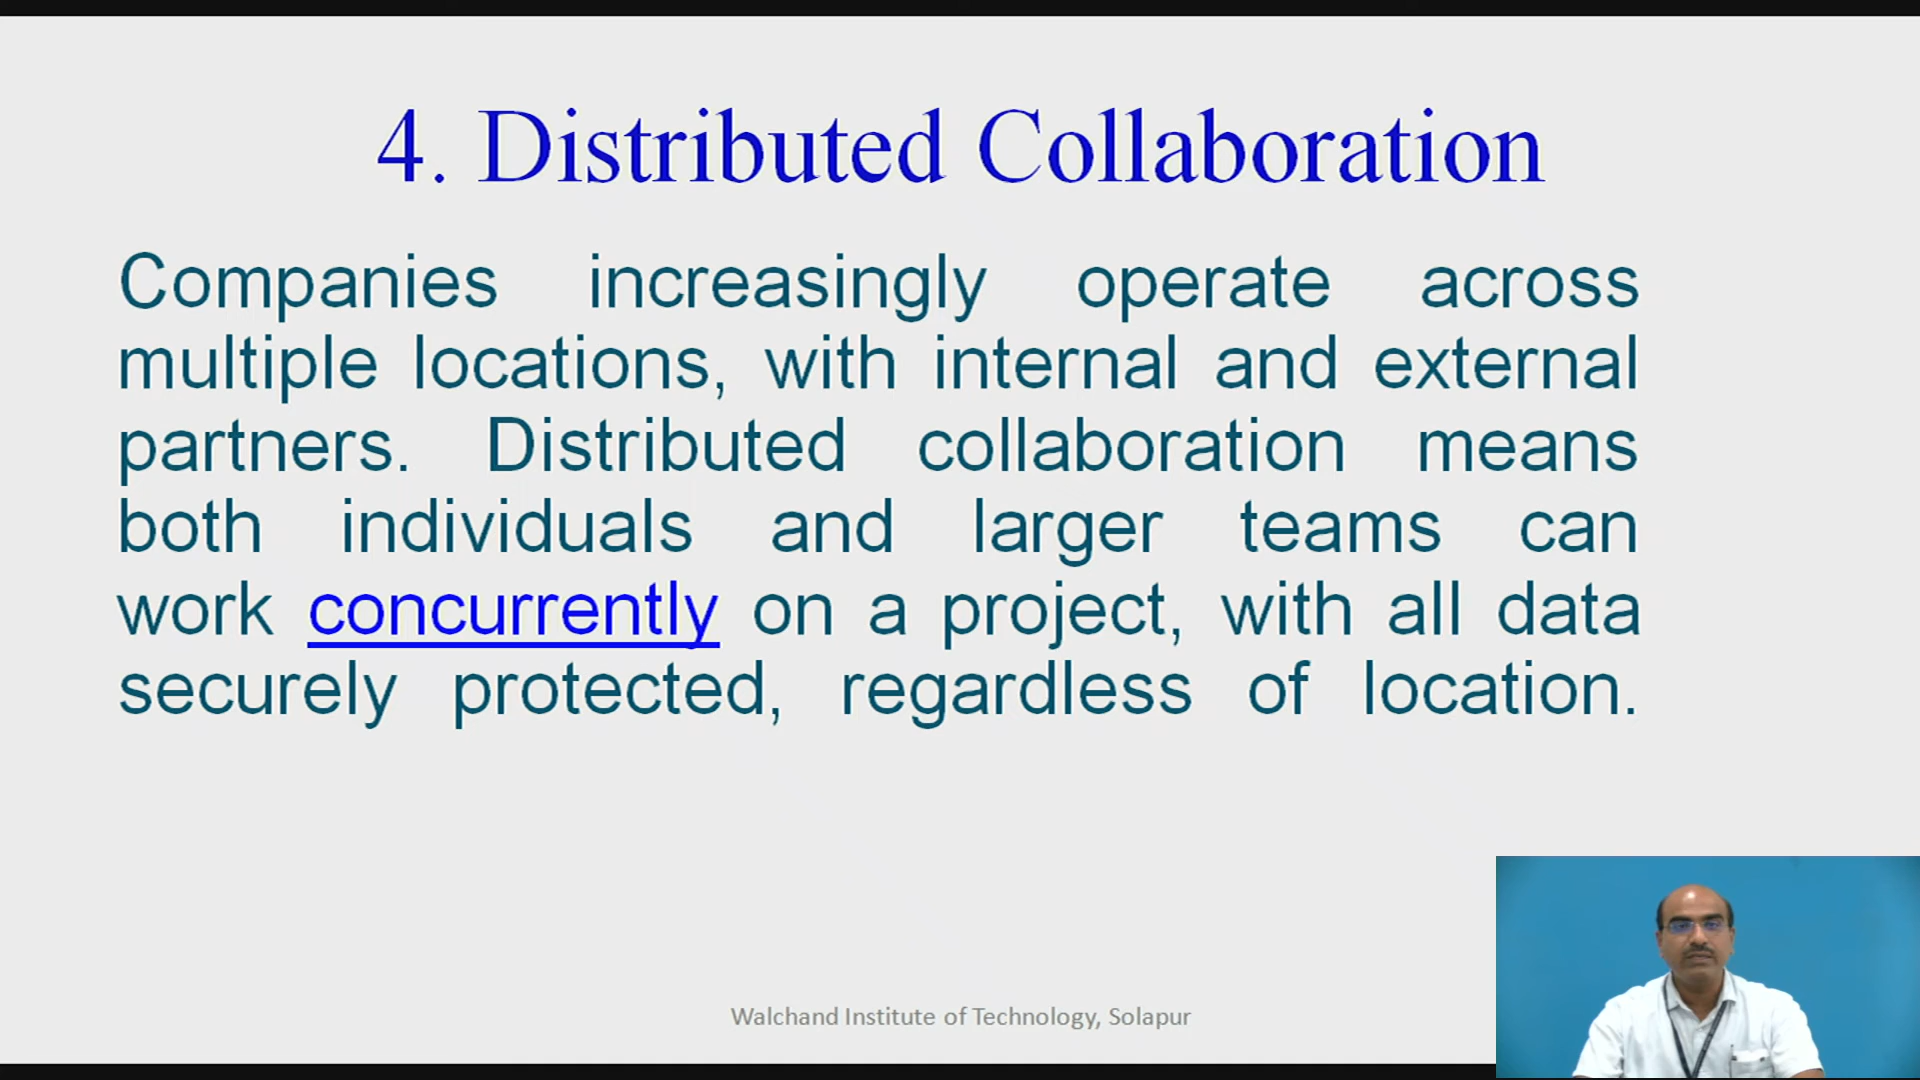 4. Distributed Collaboration
Companies increasingly operate across
multiple locations, with internal and external
partners. Distributed collaboration means
both individuals and larger teams can
work concurrently on a project, with all data
securely protected, regardless of location.
Walchand Institute of Technology, Solapur